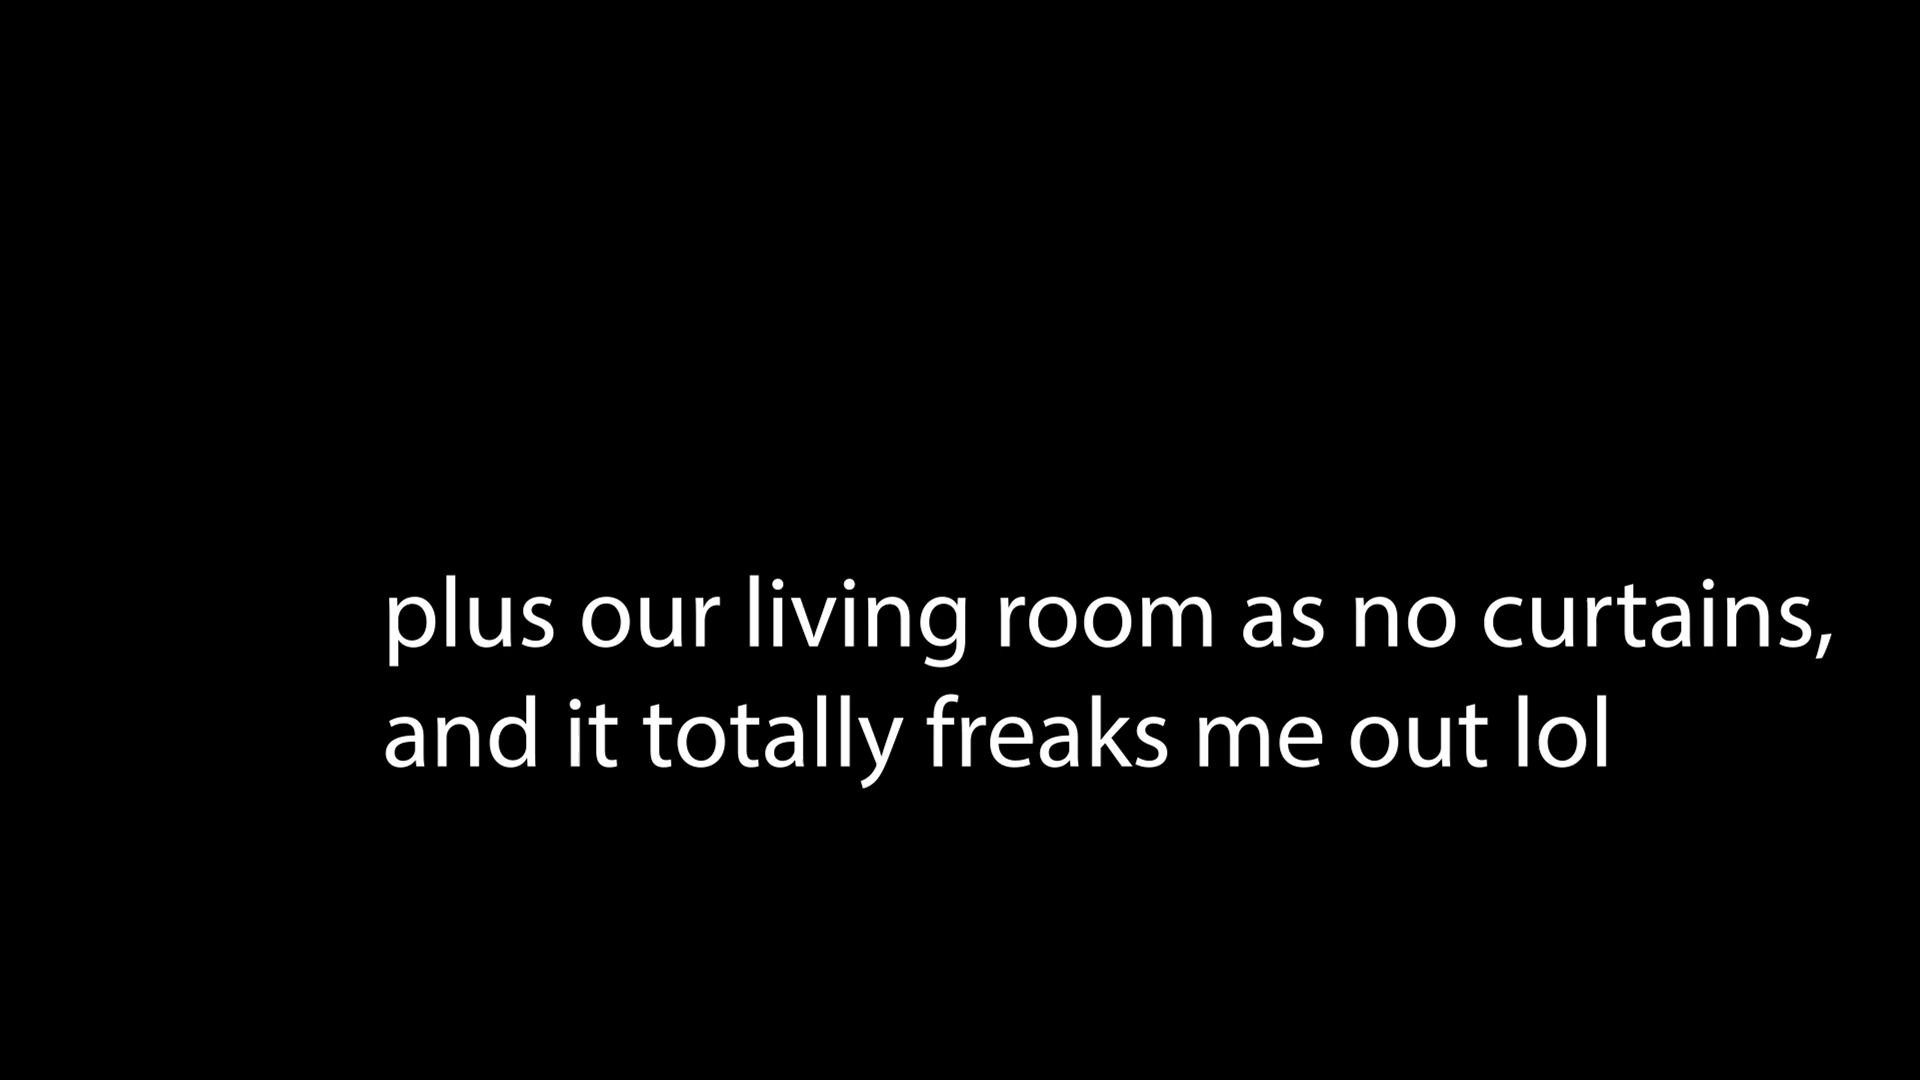 plus our living room as no curtains,
and it totally freaks me out lol